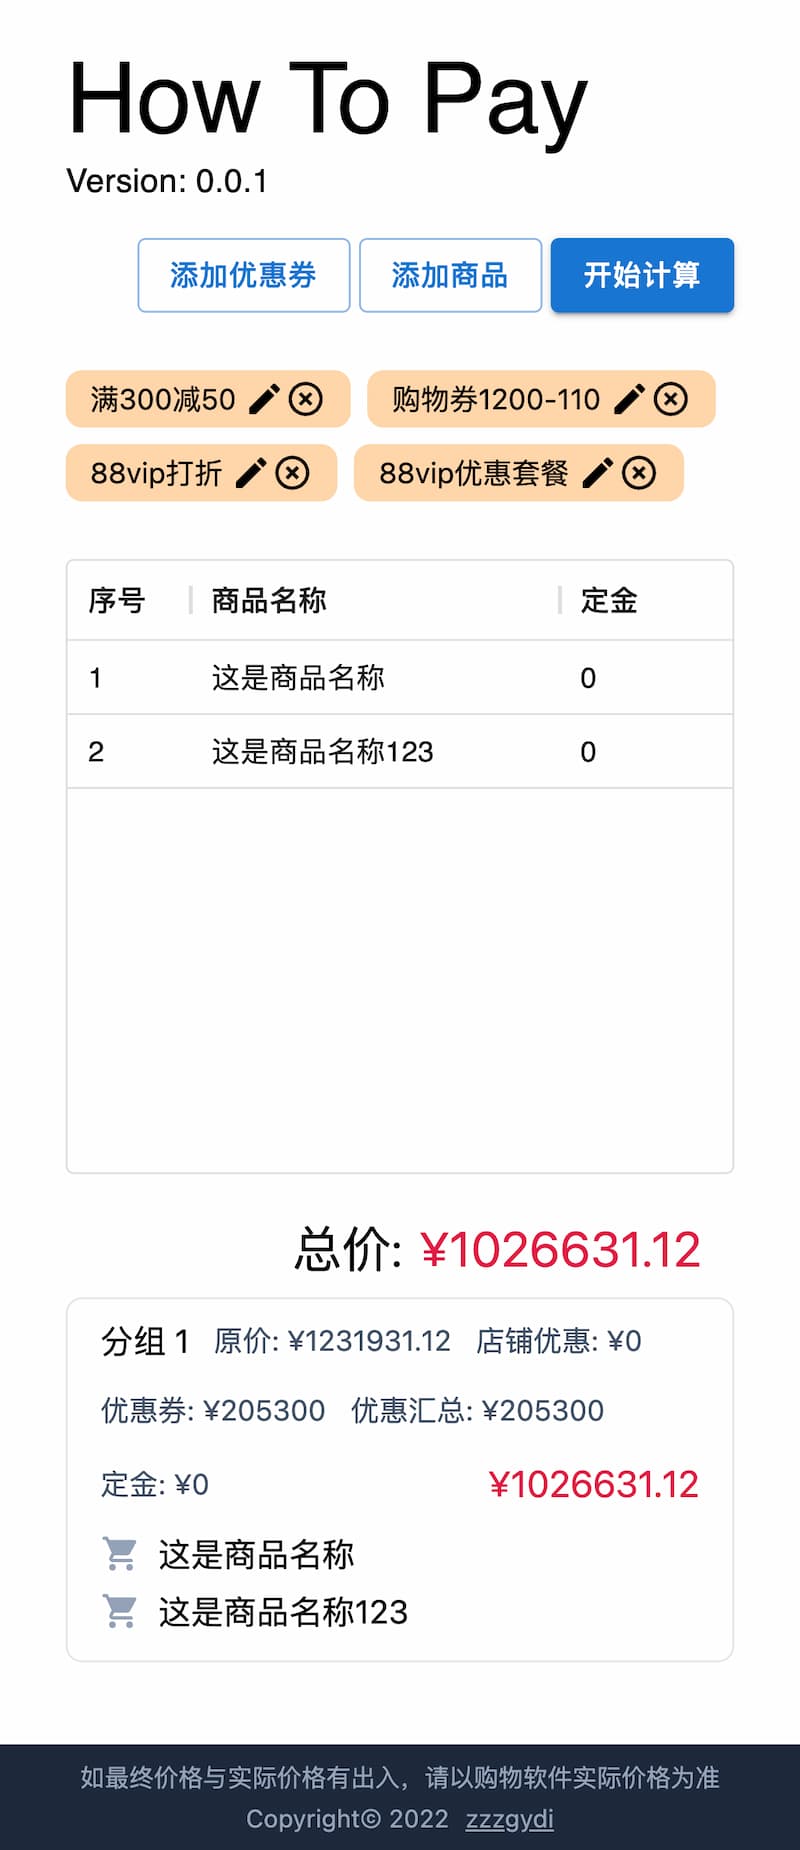 How To Pay
Version: 0.0.1
添加优惠券 添加商品 开始计算
满300减50 购物券1200-110
88vip打折 88vip优惠套餐
序号 商品名称 定金
1 这是商品名称 0
2 这是商品名称123 0
总价: ¥1026631.12
分组 1 原价: ¥1231931.12 店铺优惠: ¥0
优惠券: ¥205300 优惠汇总: ¥205300
定金: ¥0 ¥1026631.12
这是商品名称
这是商品名称123
如最终价格与实际价格有出入，请以购物软件实际价格为准
Copyright© 2022 zzzgydi